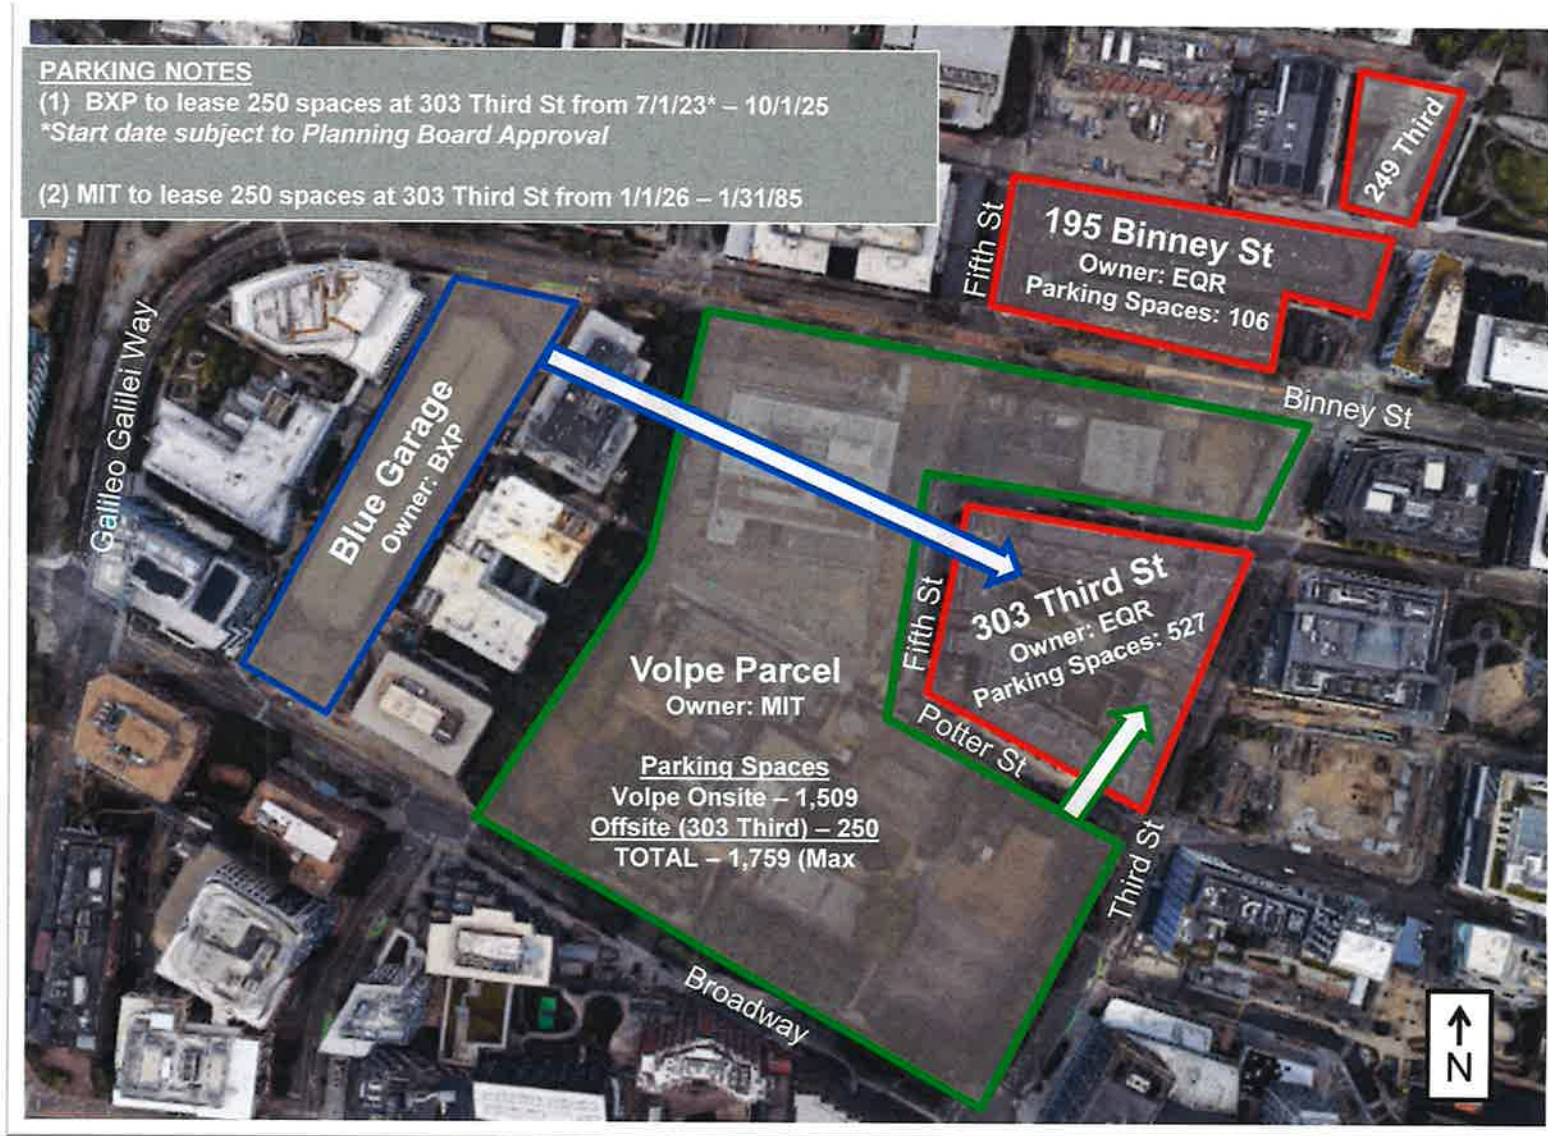 PARKING NOTES
(1) BXP to lease 250 spaces at 303 Third St from 7/1/23* – 10/1/25
*Start date subject to Planning Board Approval
(2) MIT to lease 250 spaces at 303 Third St from 1/1/26 – 1/31/85
249 Third
Fifth St
195 Binney St
Owner: EQR
Parking Spaces: 106
Binney St
Galileo Galilei Way
Blue Garage
Owner: BXP
Fifth St
303 Third St
Owner: EQR
Parking Spaces: 527
Potter St
Volpe Parcel
Owner: MIT
Parking Spaces
Volpe Onsite – 1,509
Offsite (303 Third) – 250
TOTAL – 1,759 (Max
Third St
Broadway
N